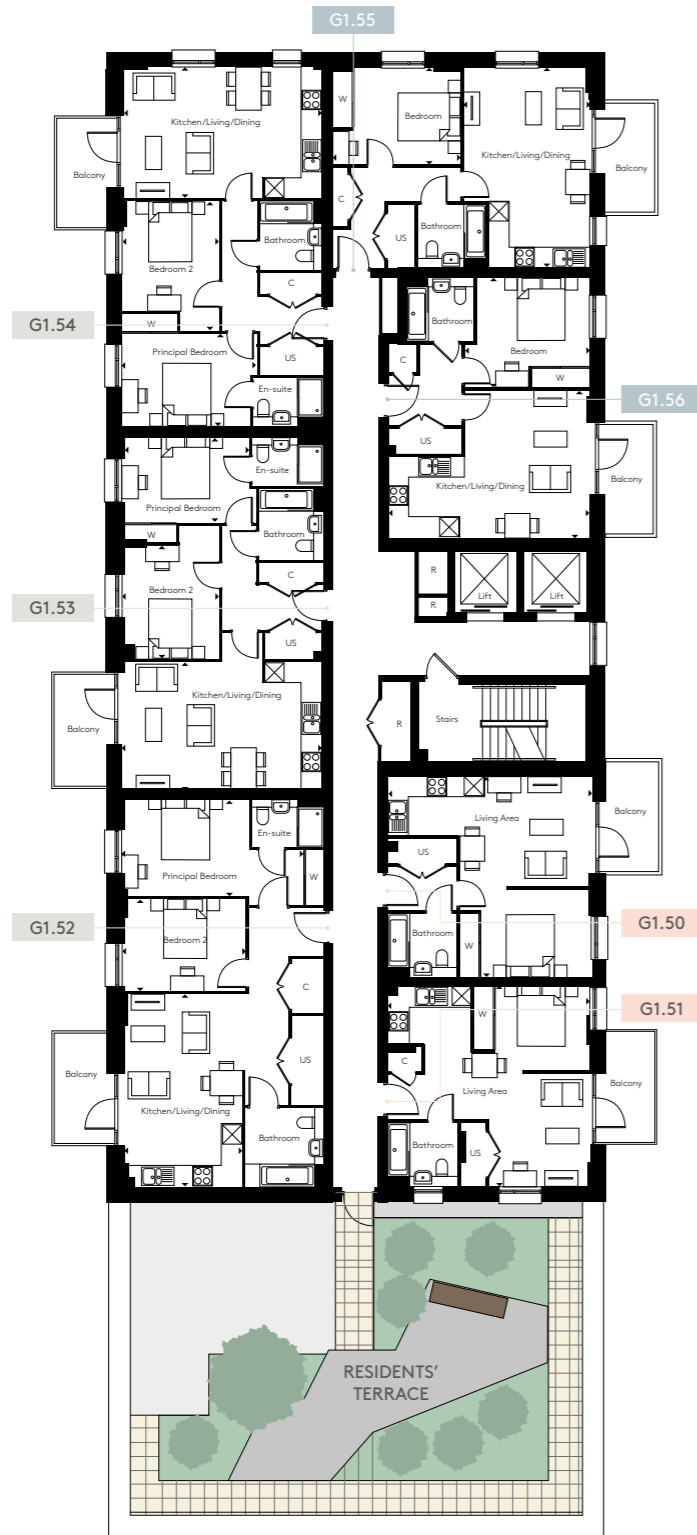 G1.55
W
Bedroom
Kitchen/Living/Dining
Kitchen/Living/Dining
Balcony
Balcony
C
Bathroom
US
Bathroom
Bedroom 2
C
G1.54
W
Principal Bedroom
US
En-suite
Bathroom
Bedroom
C
W
G1.56
US
Kitchen/Living/Dining
Balcony
En-suite
Principal Bedroom
W
Bathroom
Bedroom 2
C
G1.53
US
R
R
Lift
Lift
Kitchen/Living/Dining
Balcony
R
Stairs
En-suite
Principal Bedroom
W
Living Area
Balcony
US
G1.50
Bathroom
W
G1.52
Bedroom 2
C
US
Balcony
Kitchen/Living/Dining
Bathroom
G1.51
W
C
Living Area
Balcony
Bathroom
US
RESIDENTS'
TERRACE